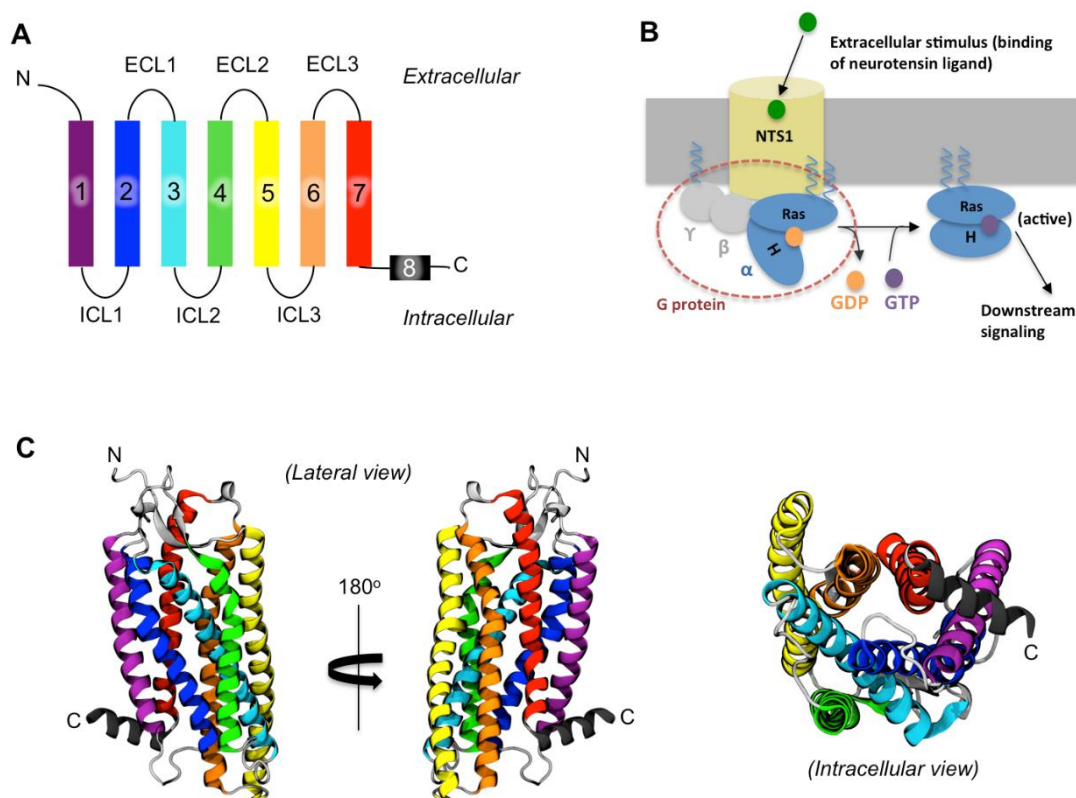 A
N
ECL1 ECL2 ECL3
Extracellular
1 2 3 4 5 6 7
8
C
ICL1 ICL2 ICL3
Intracellular
B
Extracellular stimulus (binding
of neurotensin ligand)
NTS1
Ras
H
γ
β
α
G protein
GDP
GTP
Ras
H
(active)
Downstream
signaling
C
N
(Lateral view)
N
180º
C
C
C
(Intracellular view)